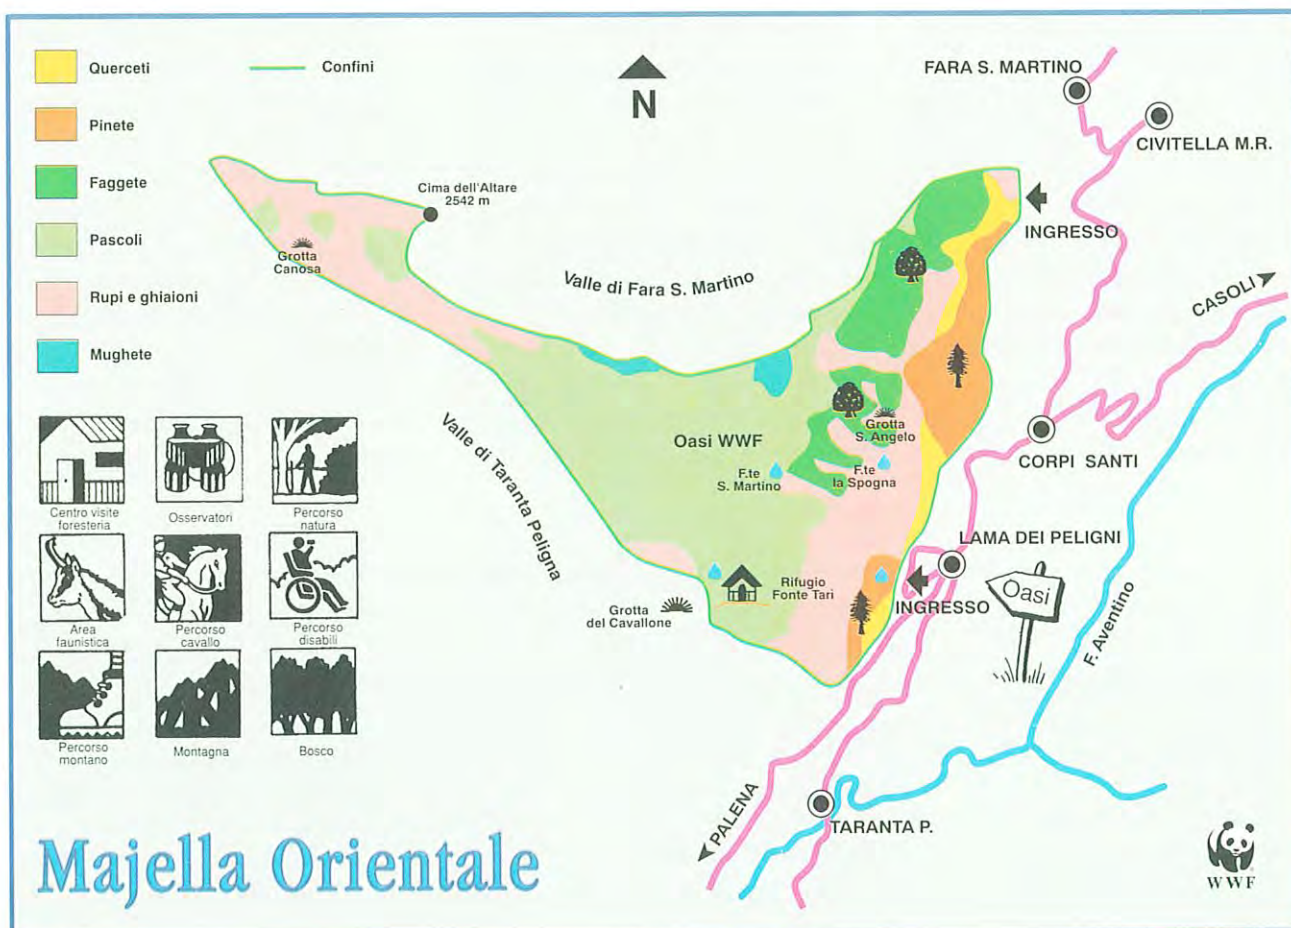 Querceti
Confini
Pinete
Faggete
Pascoli
Rupi e ghiaioni
Mughete
N
FARA S. MARTINO
CIVITELLA M.R.
INGRESSO
Cima dell'Altare
2542 m
Grotta
Canosa
Valle di Fara S. Martino
CASOLI
Valle di Taranta Peligna
Oasi WWF
Grotta
S. Angelo
F.te
S. Martino
F.te
la Spogna
CORPI SANTI
LAMA DEI PELIGNI
Rifugio
Fonte Tari
INGRESSO
Oasi
Grotta
del Cavallone
F. Aventino
PALENA
TARANTA P.
Centro visite
foresteria
Osservatori
Percorso
natura
Area
faunistica
Percorso
cavallo
Percorso
disabili
Percorso
montano
Montagna
Bosco
Majella Orientale
WWF